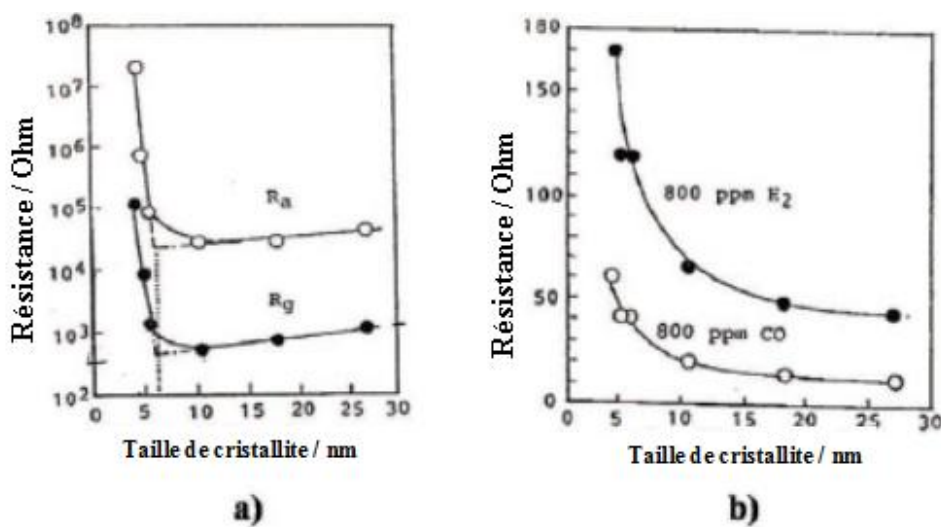 10⁸
10⁷
10⁶
10⁵
10⁴
10³
10²
Résistance / Ohm
Ra
Rg
0 5 10 15 20 25 30
Taille de cristallite / nm
a)
180
100
50
0
Résistance / Ohm
800 ppm H₂
800 ppm CO
0 5 10 15 20 25 30
Taille de cristallite / nm
b)